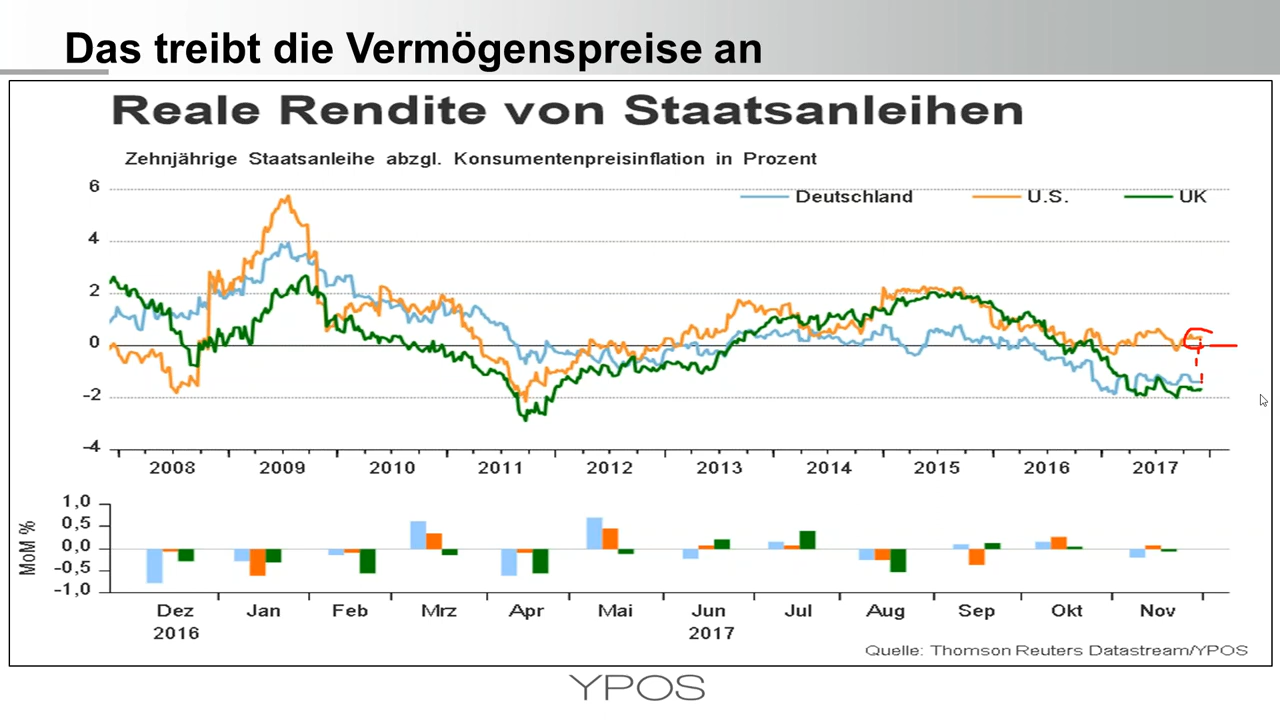 Das treibt die Vermögenspreise an
Reale Rendite von Staatsanleihen
Zehnjährige Staatsanleihe abzgl. Konsumentenpreisinflation in Prozent
Deutschland U.S. UK
6
4
2
0
-2
-4
2008 2009 2010 2011 2012 2013 2014 2015 2016 2017
MoM %
1,0
0,5
0,0
-0,5
-1,0
Dez Jan Feb Mrz Apr Mai Jun Jul Aug Sep Okt Nov
2016 2017
Quelle: Thomson Reuters Datastream/YPOS
YPOS